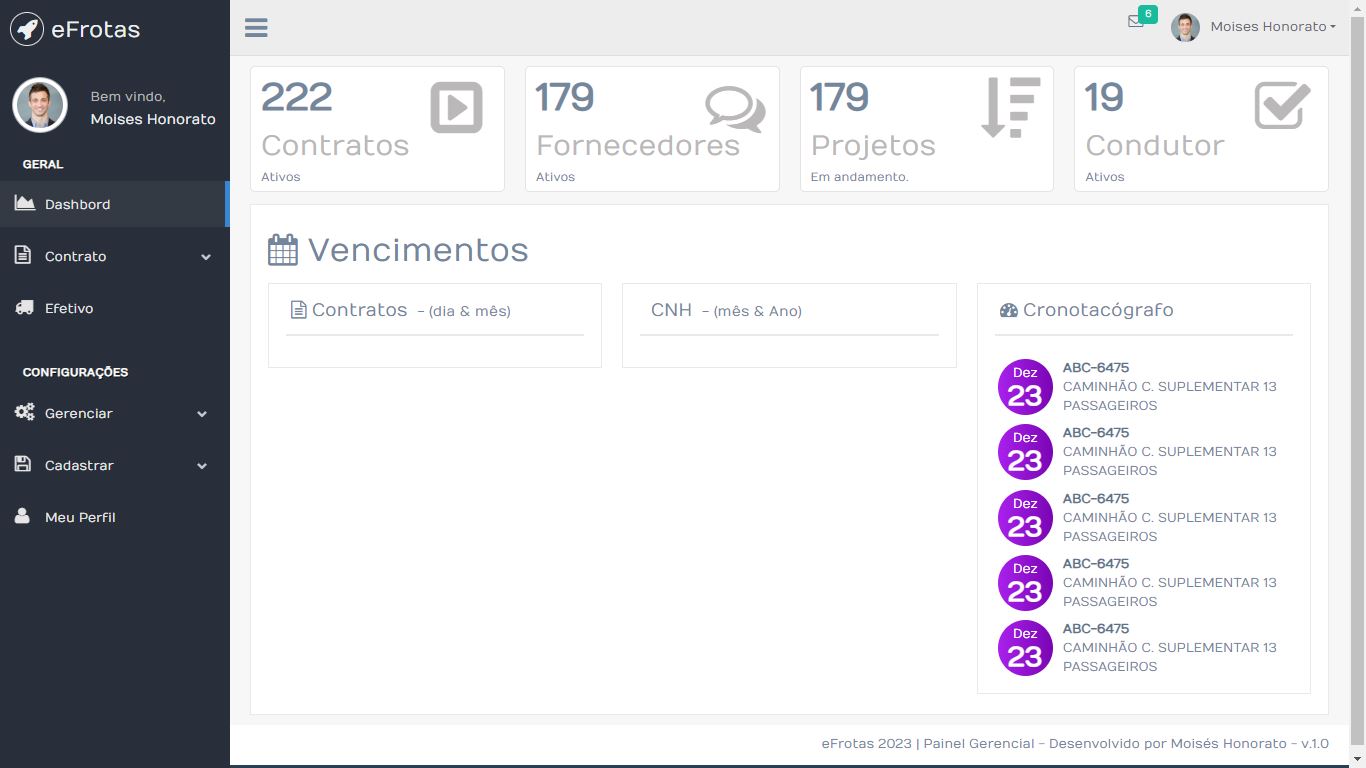 eFrotas
6
Moises Honorato
Bem vindo,
Moises Honorato
GERAL
Dashbord
Contrato
Efetivo
CONFIGURAÇÕES
Gerenciar
Cadastrar
Meu Perfil
222
Contratos
Ativos
179
Fornecedores
Ativos
179
Projetos
Em andamento.
19
Condutor
Ativos
Vencimentos
Contratos - (dia & mês)
CNH - (mês & Ano)
Cronotacógrafo
Dez
23
ABC-6475
CAMINHÃO C. SUPLEMENTAR 13
PASSAGEIROS
Dez
23
ABC-6475
CAMINHÃO C. SUPLEMENTAR 13
PASSAGEIROS
Dez
23
ABC-6475
CAMINHÃO C. SUPLEMENTAR 13
PASSAGEIROS
Dez
23
ABC-6475
CAMINHÃO C. SUPLEMENTAR 13
PASSAGEIROS
Dez
23
ABC-6475
CAMINHÃO C. SUPLEMENTAR 13
PASSAGEIROS
eFrotas 2023 | Painel Gerencial - Desenvolvido por Moisés Honorato - v.1.0